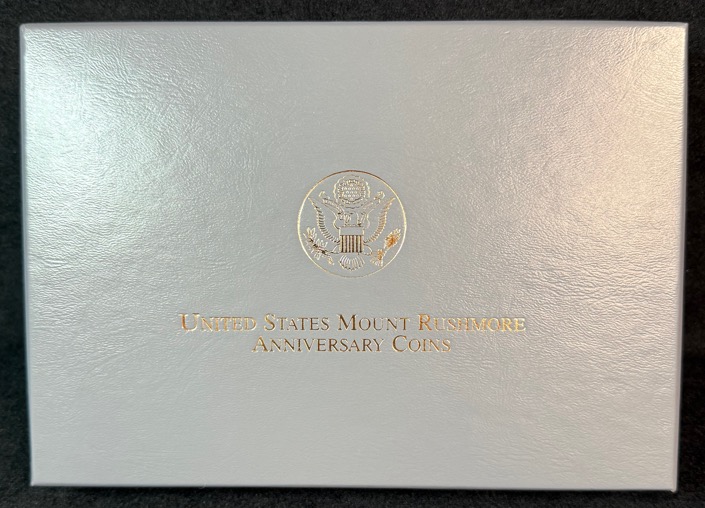 United States Mount Rushmore
Anniversary Coins